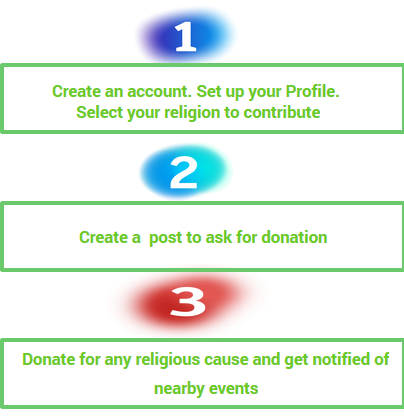 1
Create an account. Set up your Profile.
Select your religion to contribute
2
Create a  post to ask for donation
3
Donate for any religious cause and get notified of
nearby events